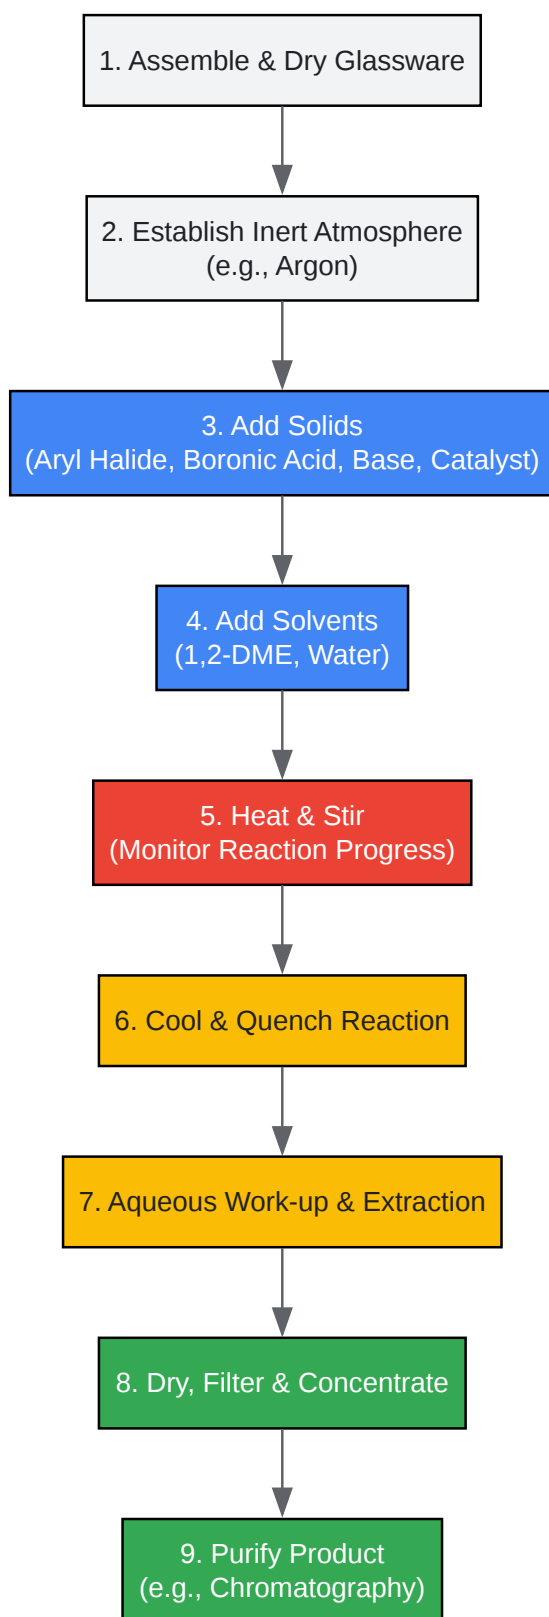 1. Assemble & Dry Glassware
2. Establish Inert Atmosphere
(e.g., Argon)
3. Add Solids
(Aryl Halide, Boronic Acid, Base, Catalyst)
4. Add Solvents
(1,2-DME, Water)
5. Heat & Stir
(Monitor Reaction Progress)
6. Cool & Quench Reaction
7. Aqueous Work-up & Extraction
8. Dry, Filter & Concentrate
9. Purify Product
(e.g., Chromatography)